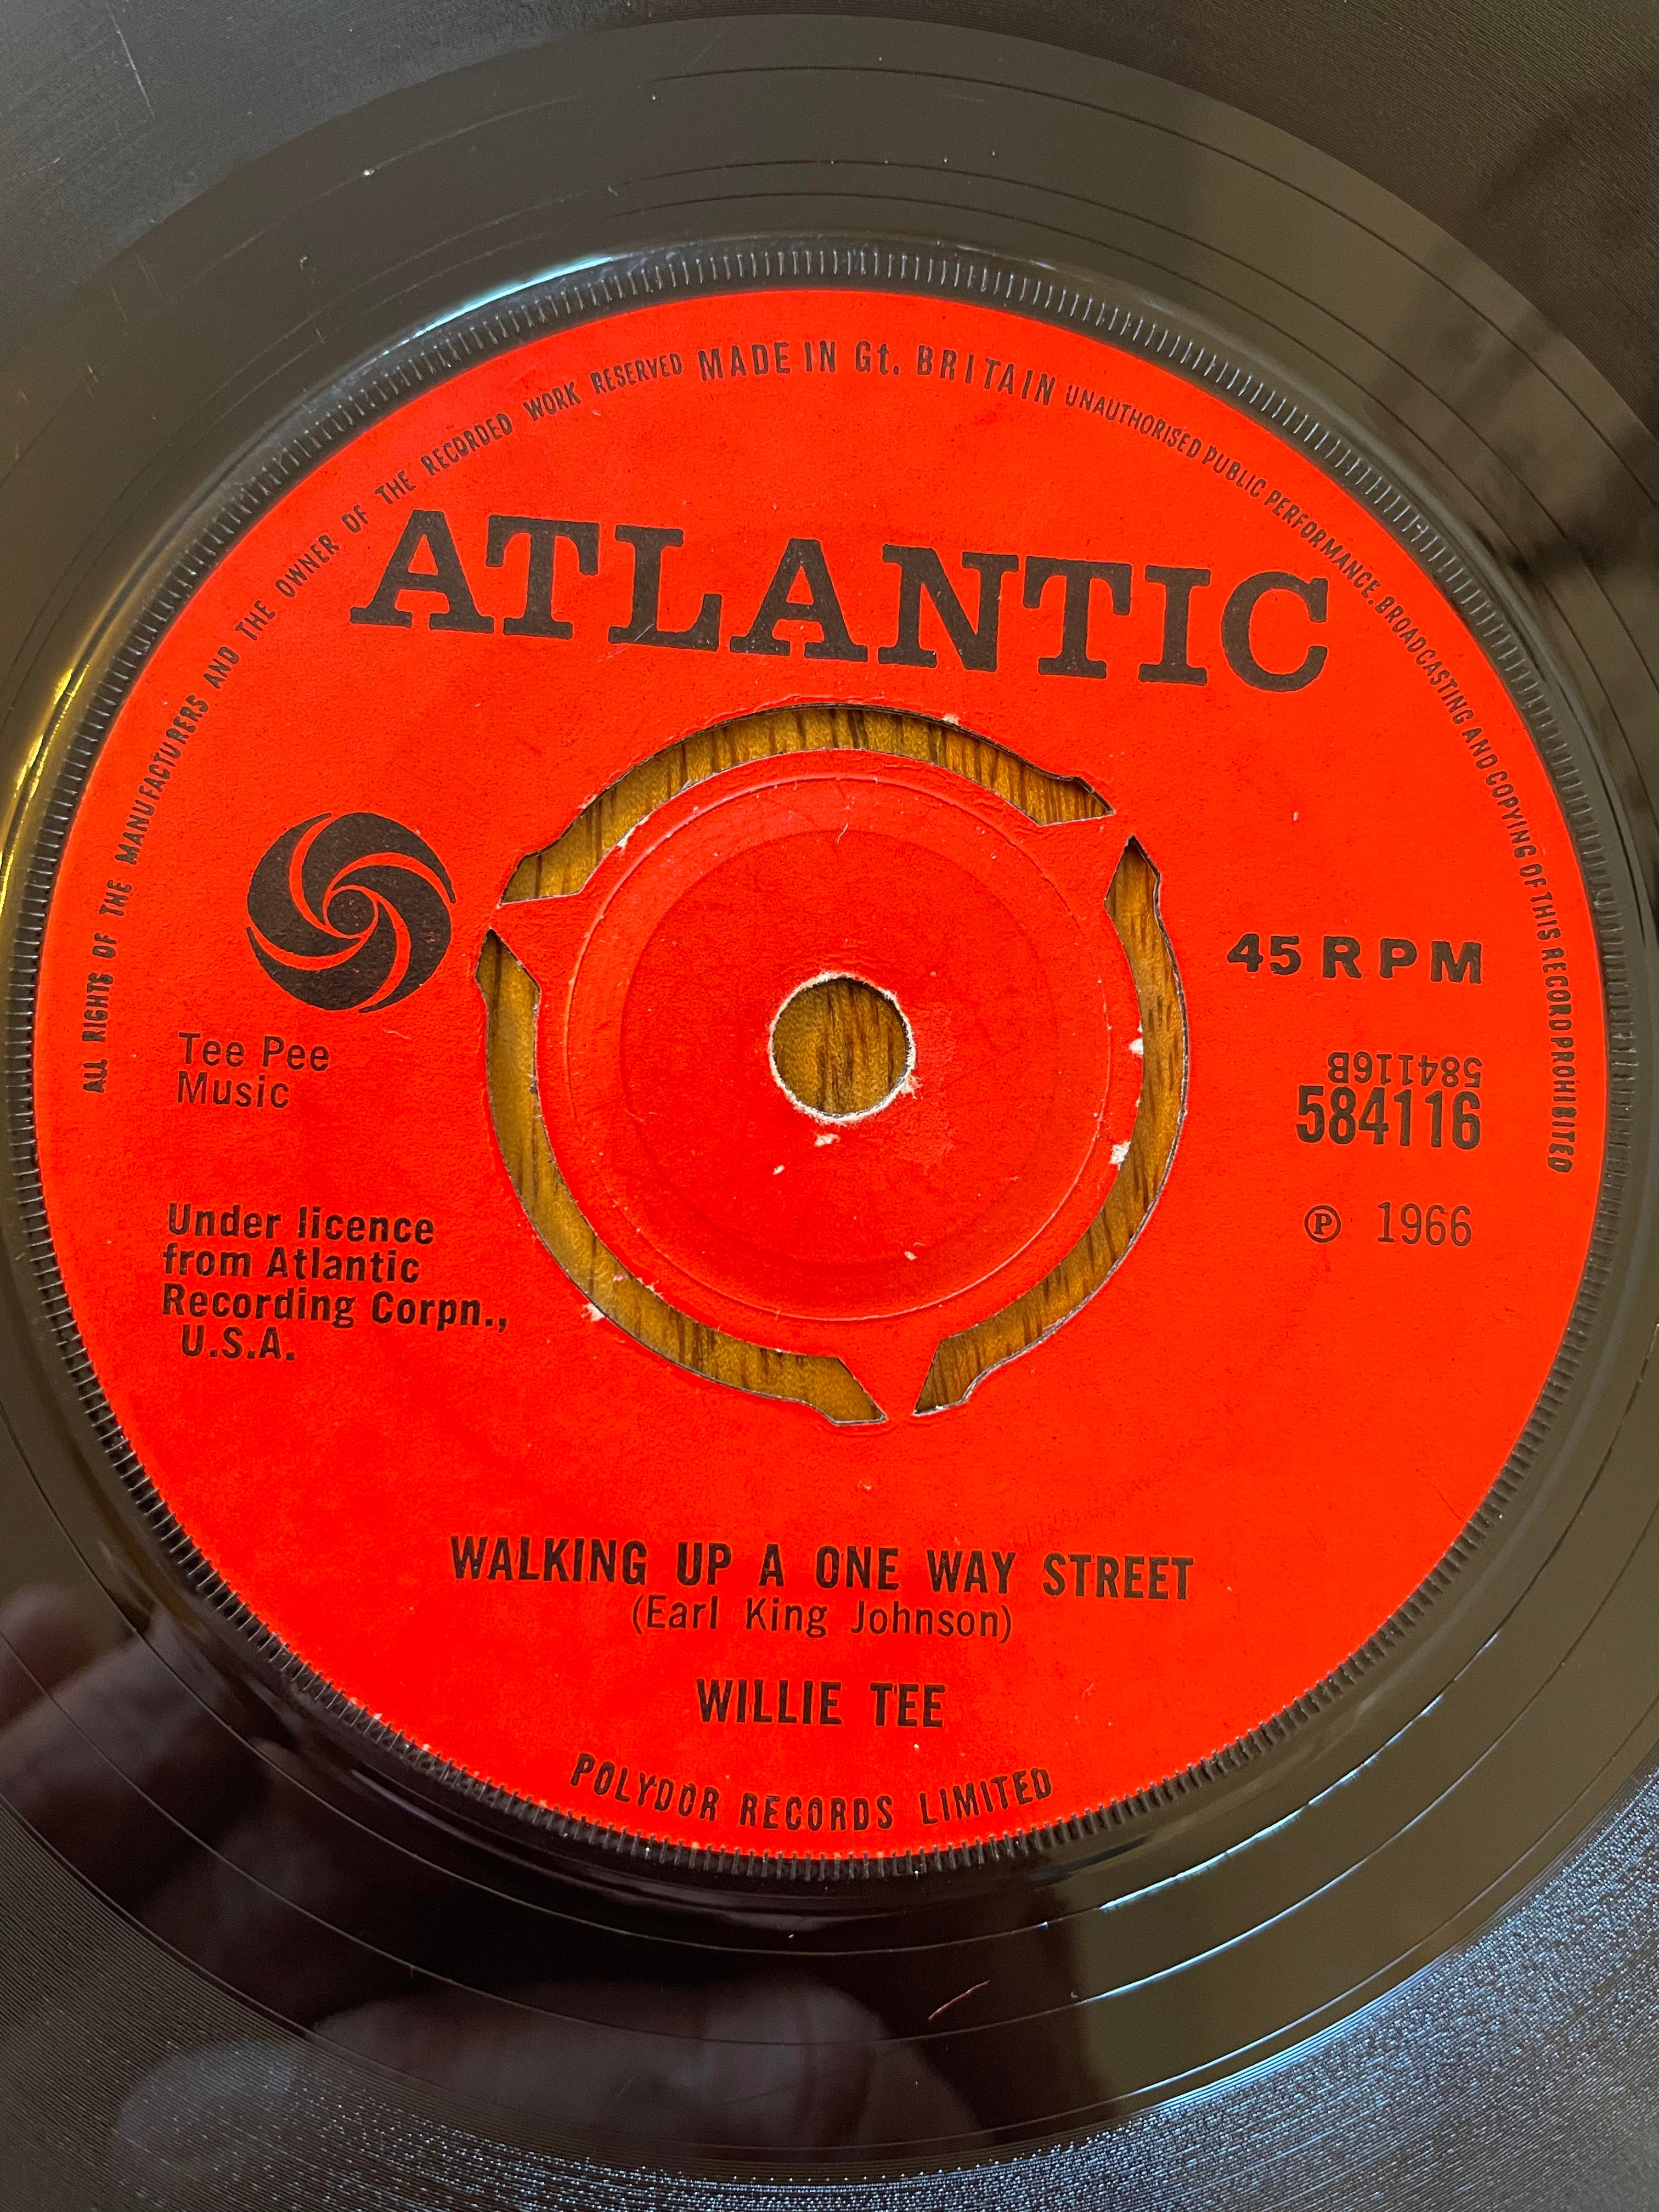 ALL RIGHTS OF THE MANUFACTURERS AND THE OWNER OF THE RECORDED WORK RESERVED MADE IN Gt. BRITAIN UNAUTHORISED PUBLIC PERFORMANCE. BROADCASTING AND COPYING OF THIS RECORD PROHIBITED
ATLANTIC
45 RPM
Tee Pee
Music
584116B
584116
℗ 1966
Under licence
from Atlantic
Recording Corpn.,
U.S.A.
WALKING UP A ONE WAY STREET
(Earl King Johnson)
WILLIE TEE
POLYDOR RECORDS LIMITED